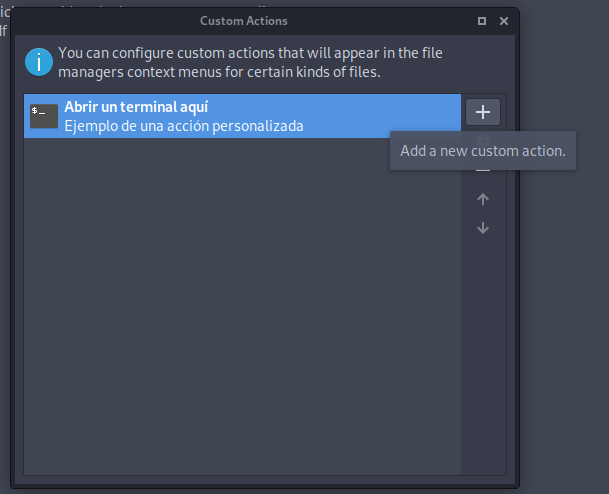 Custom Actions
You can configure custom actions that will appear in the file
managers context menus for certain kinds of files.
$_
Abrir un terminal aquí
Ejemplo de una acción personalizada
Add a new custom action.